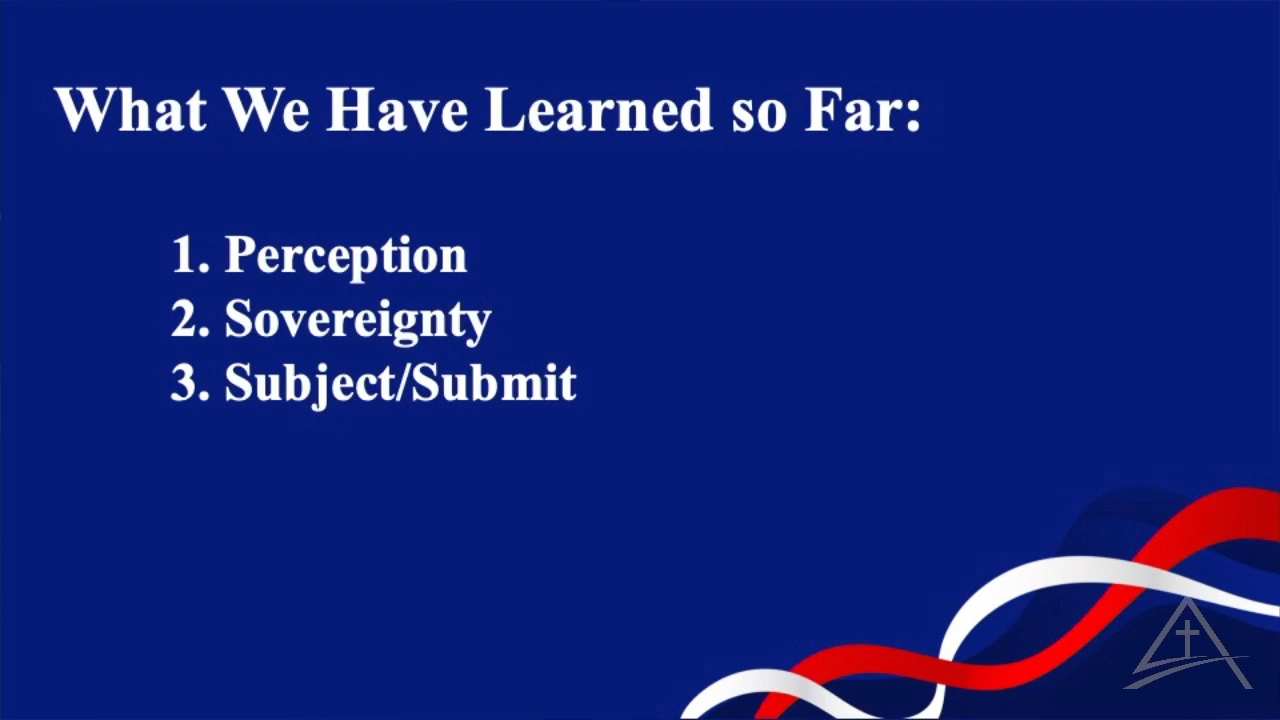 What We Have Learned so Far:
1. Perception
2. Sovereignty
3. Subject/Submit